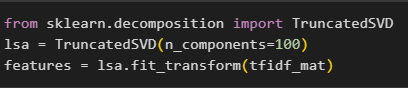 from sklearn.decomposition import TruncatedSVD
lsa = TruncatedSVD(n_components=100)
features = lsa.fit_transform(tfidf_mat)